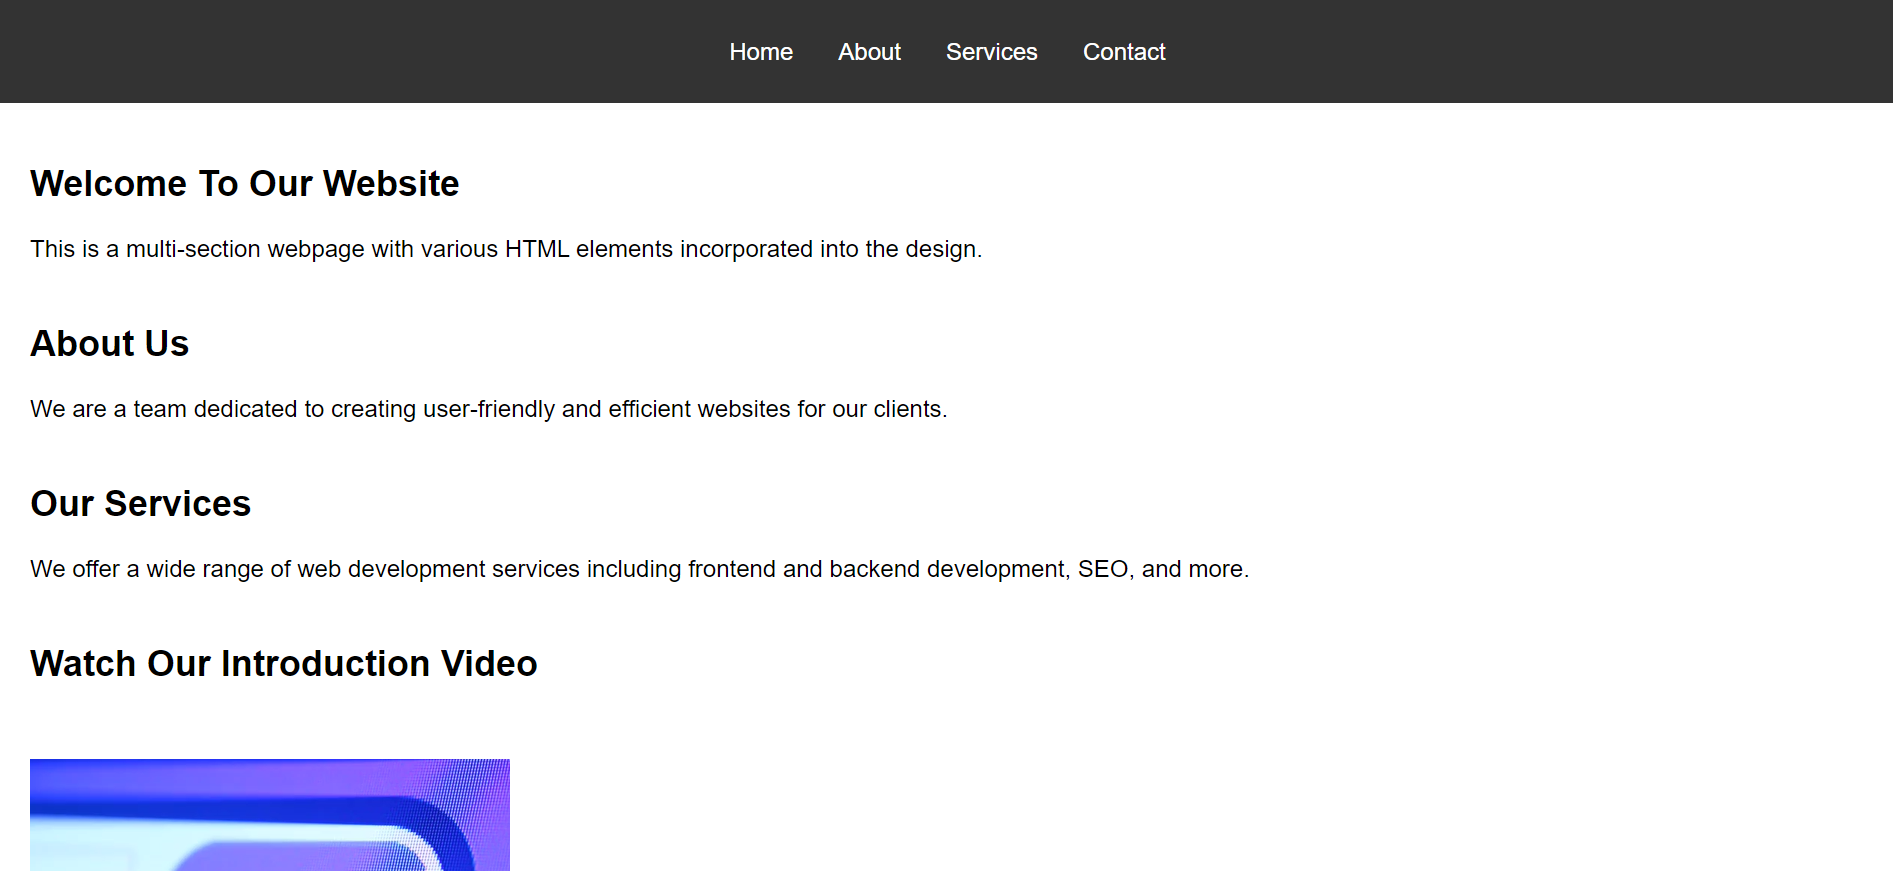 Home About Services Contact
Welcome To Our Website
This is a multi-section webpage with various HTML elements incorporated into the design.
About Us
We are a team dedicated to creating user-friendly and efficient websites for our clients.
Our Services
We offer a wide range of web development services including frontend and backend development, SEO, and more.
Watch Our Introduction Video